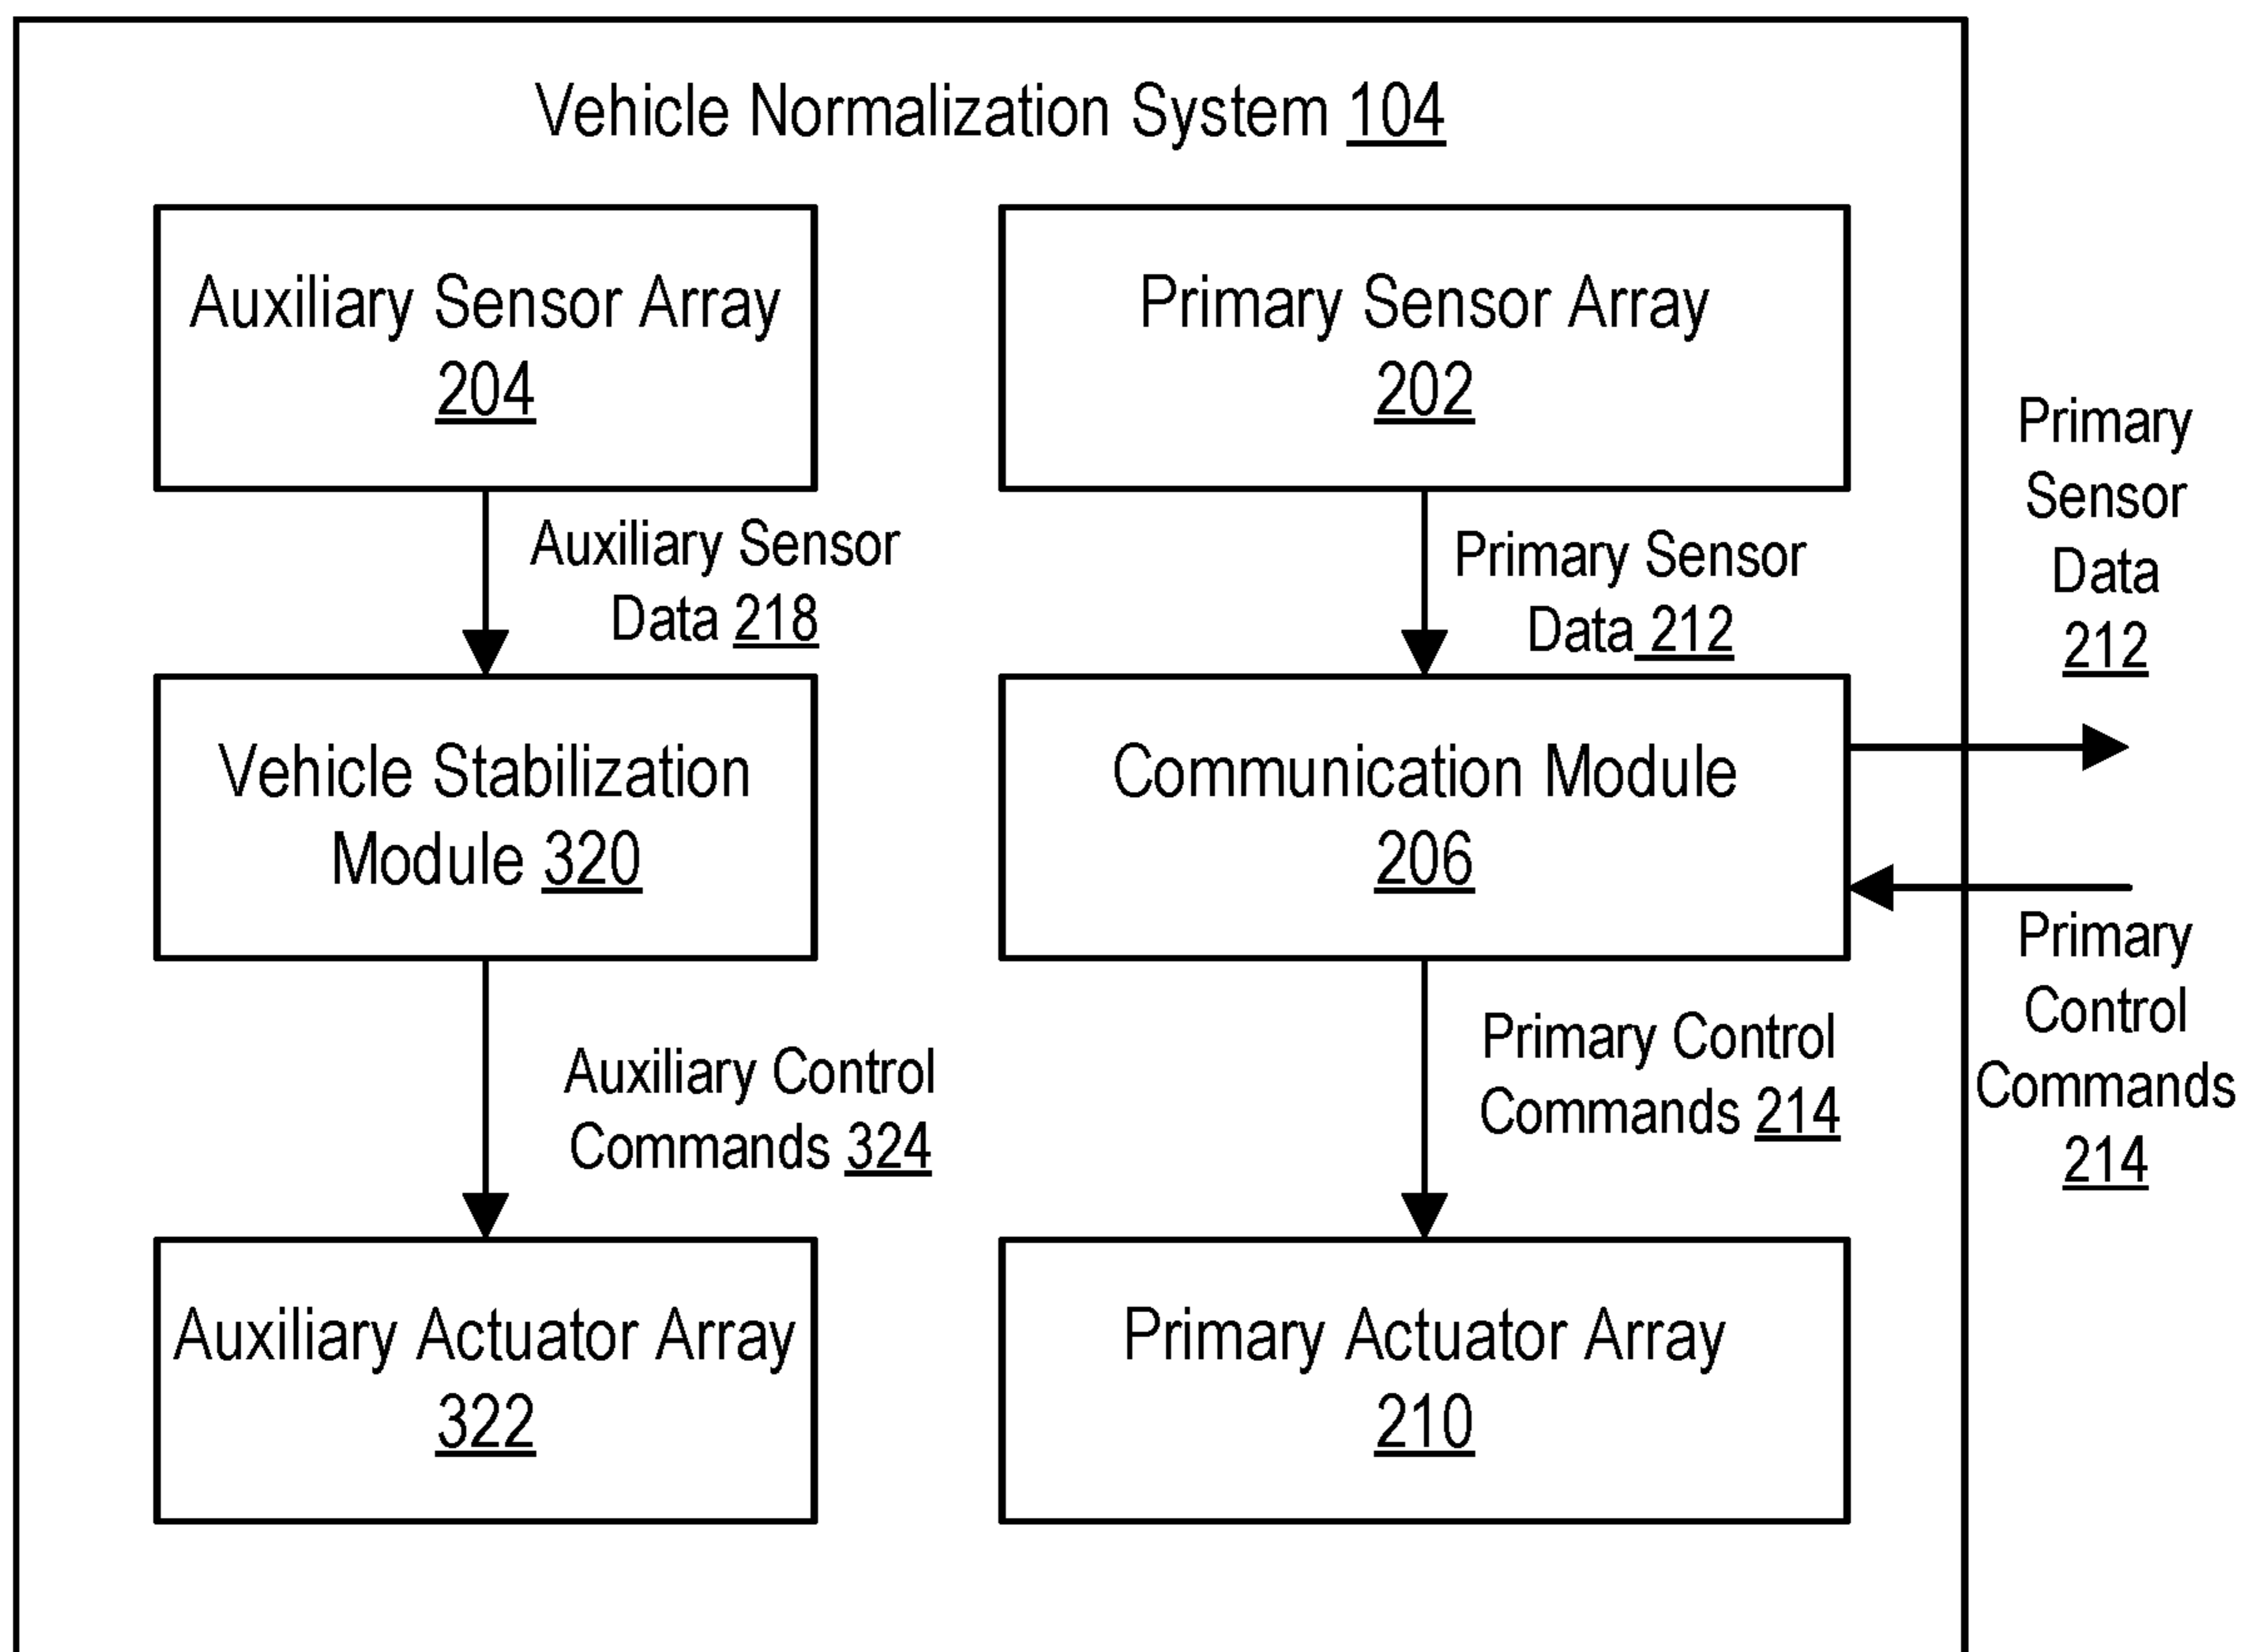 Vehicle Normalization System 104
Auxiliary Sensor Array
204
Primary Sensor Array
202
Auxiliary Sensor
Data 218
Primary Sensor
Data 212
Primary
Sensor
Data
212
Vehicle Stabilization
Module 320
Communication Module
206
Primary
Control
Commands
214
Auxiliary Control
Commands 324
Primary Control
Commands 214
Auxiliary Actuator Array
322
Primary Actuator Array
210